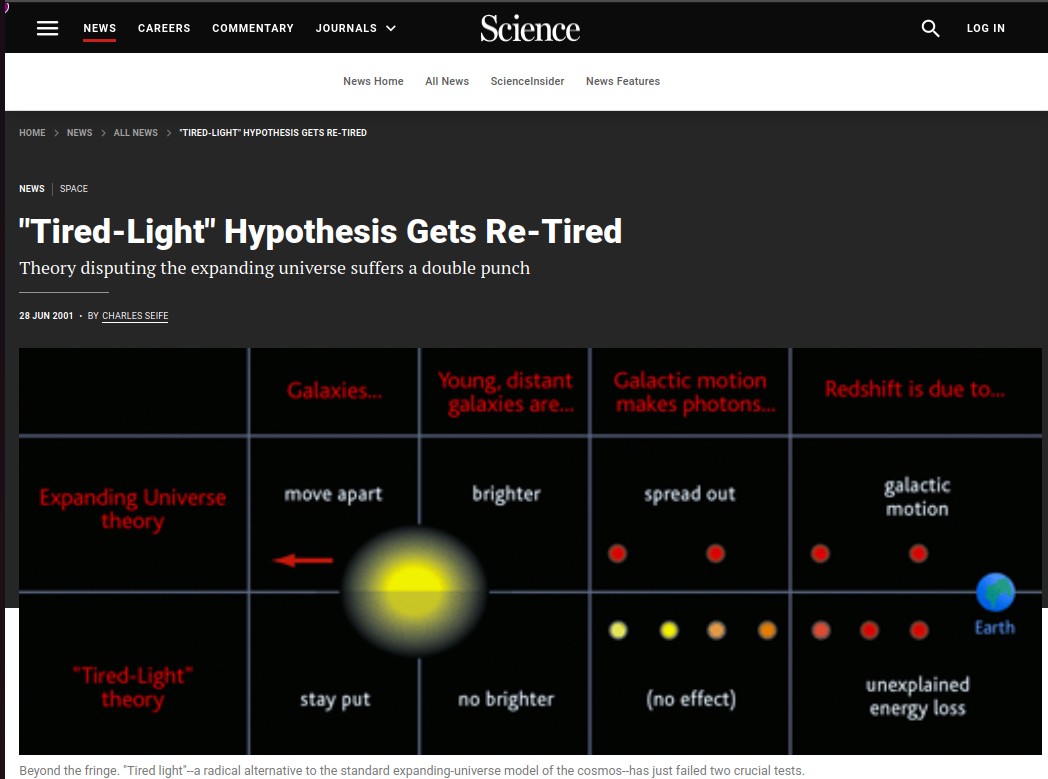 NEWS CAREERS COMMENTARY JOURNALS Science LOG IN
News Home All News ScienceInsider News Features
HOME > NEWS > ALL NEWS > "TIRED-LIGHT" HYPOTHESIS GETS RE-TIRED
NEWS | SPACE
"Tired-Light" Hypothesis Gets Re-Tired
Theory disputing the expanding universe suffers a double punch
28 JUN 2001 · BY CHARLES SEIFE
Galaxies...
Young, distant
galaxies are...
Galactic motion
makes photons...
Redshift is due to...
Expanding Universe
theory
move apart
brighter
spread out
galactic
motion
Earth
"Tired-Light"
theory
stay put
no brighter
(no effect)
unexplained
energy loss
Beyond the fringe. "Tired light"--a radical alternative to the standard expanding-universe model of the cosmos--has just failed two crucial tests.